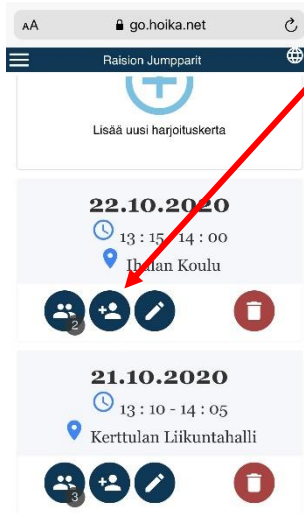 AA go.hoika.net
Raision Jumpparit
Lisää uusi harjoituskerta
22.10.2020
13 : 15 - 14 : 00
Ihalan Koulu
2
21.10.2020
13 : 10 - 14 : 05
Kerttulan Liikuntahalli
3